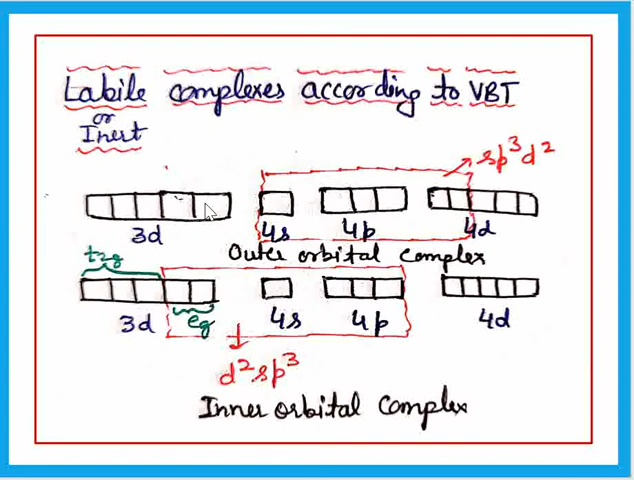 Labile complexes according to VBT
or
Inert
sp³d²
3d 4s 4p 4d
Outer orbital complex
t2g
3d eg 4s 4p 4d
d²sp³
Inner orbital complex